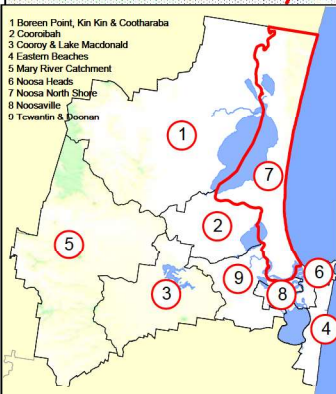 1 Boreen Point, Kin Kin & Cootharaba
2 Cooroibah
3 Cooroy & Lake Macdonald
4 Eastern Beaches
5 Mary River Catchment
6 Noosa Heads
7 Noosa North Shore
8 Noosaville
9 Tewantin & Doonan
1
7
2
5
9
6
3
8
4